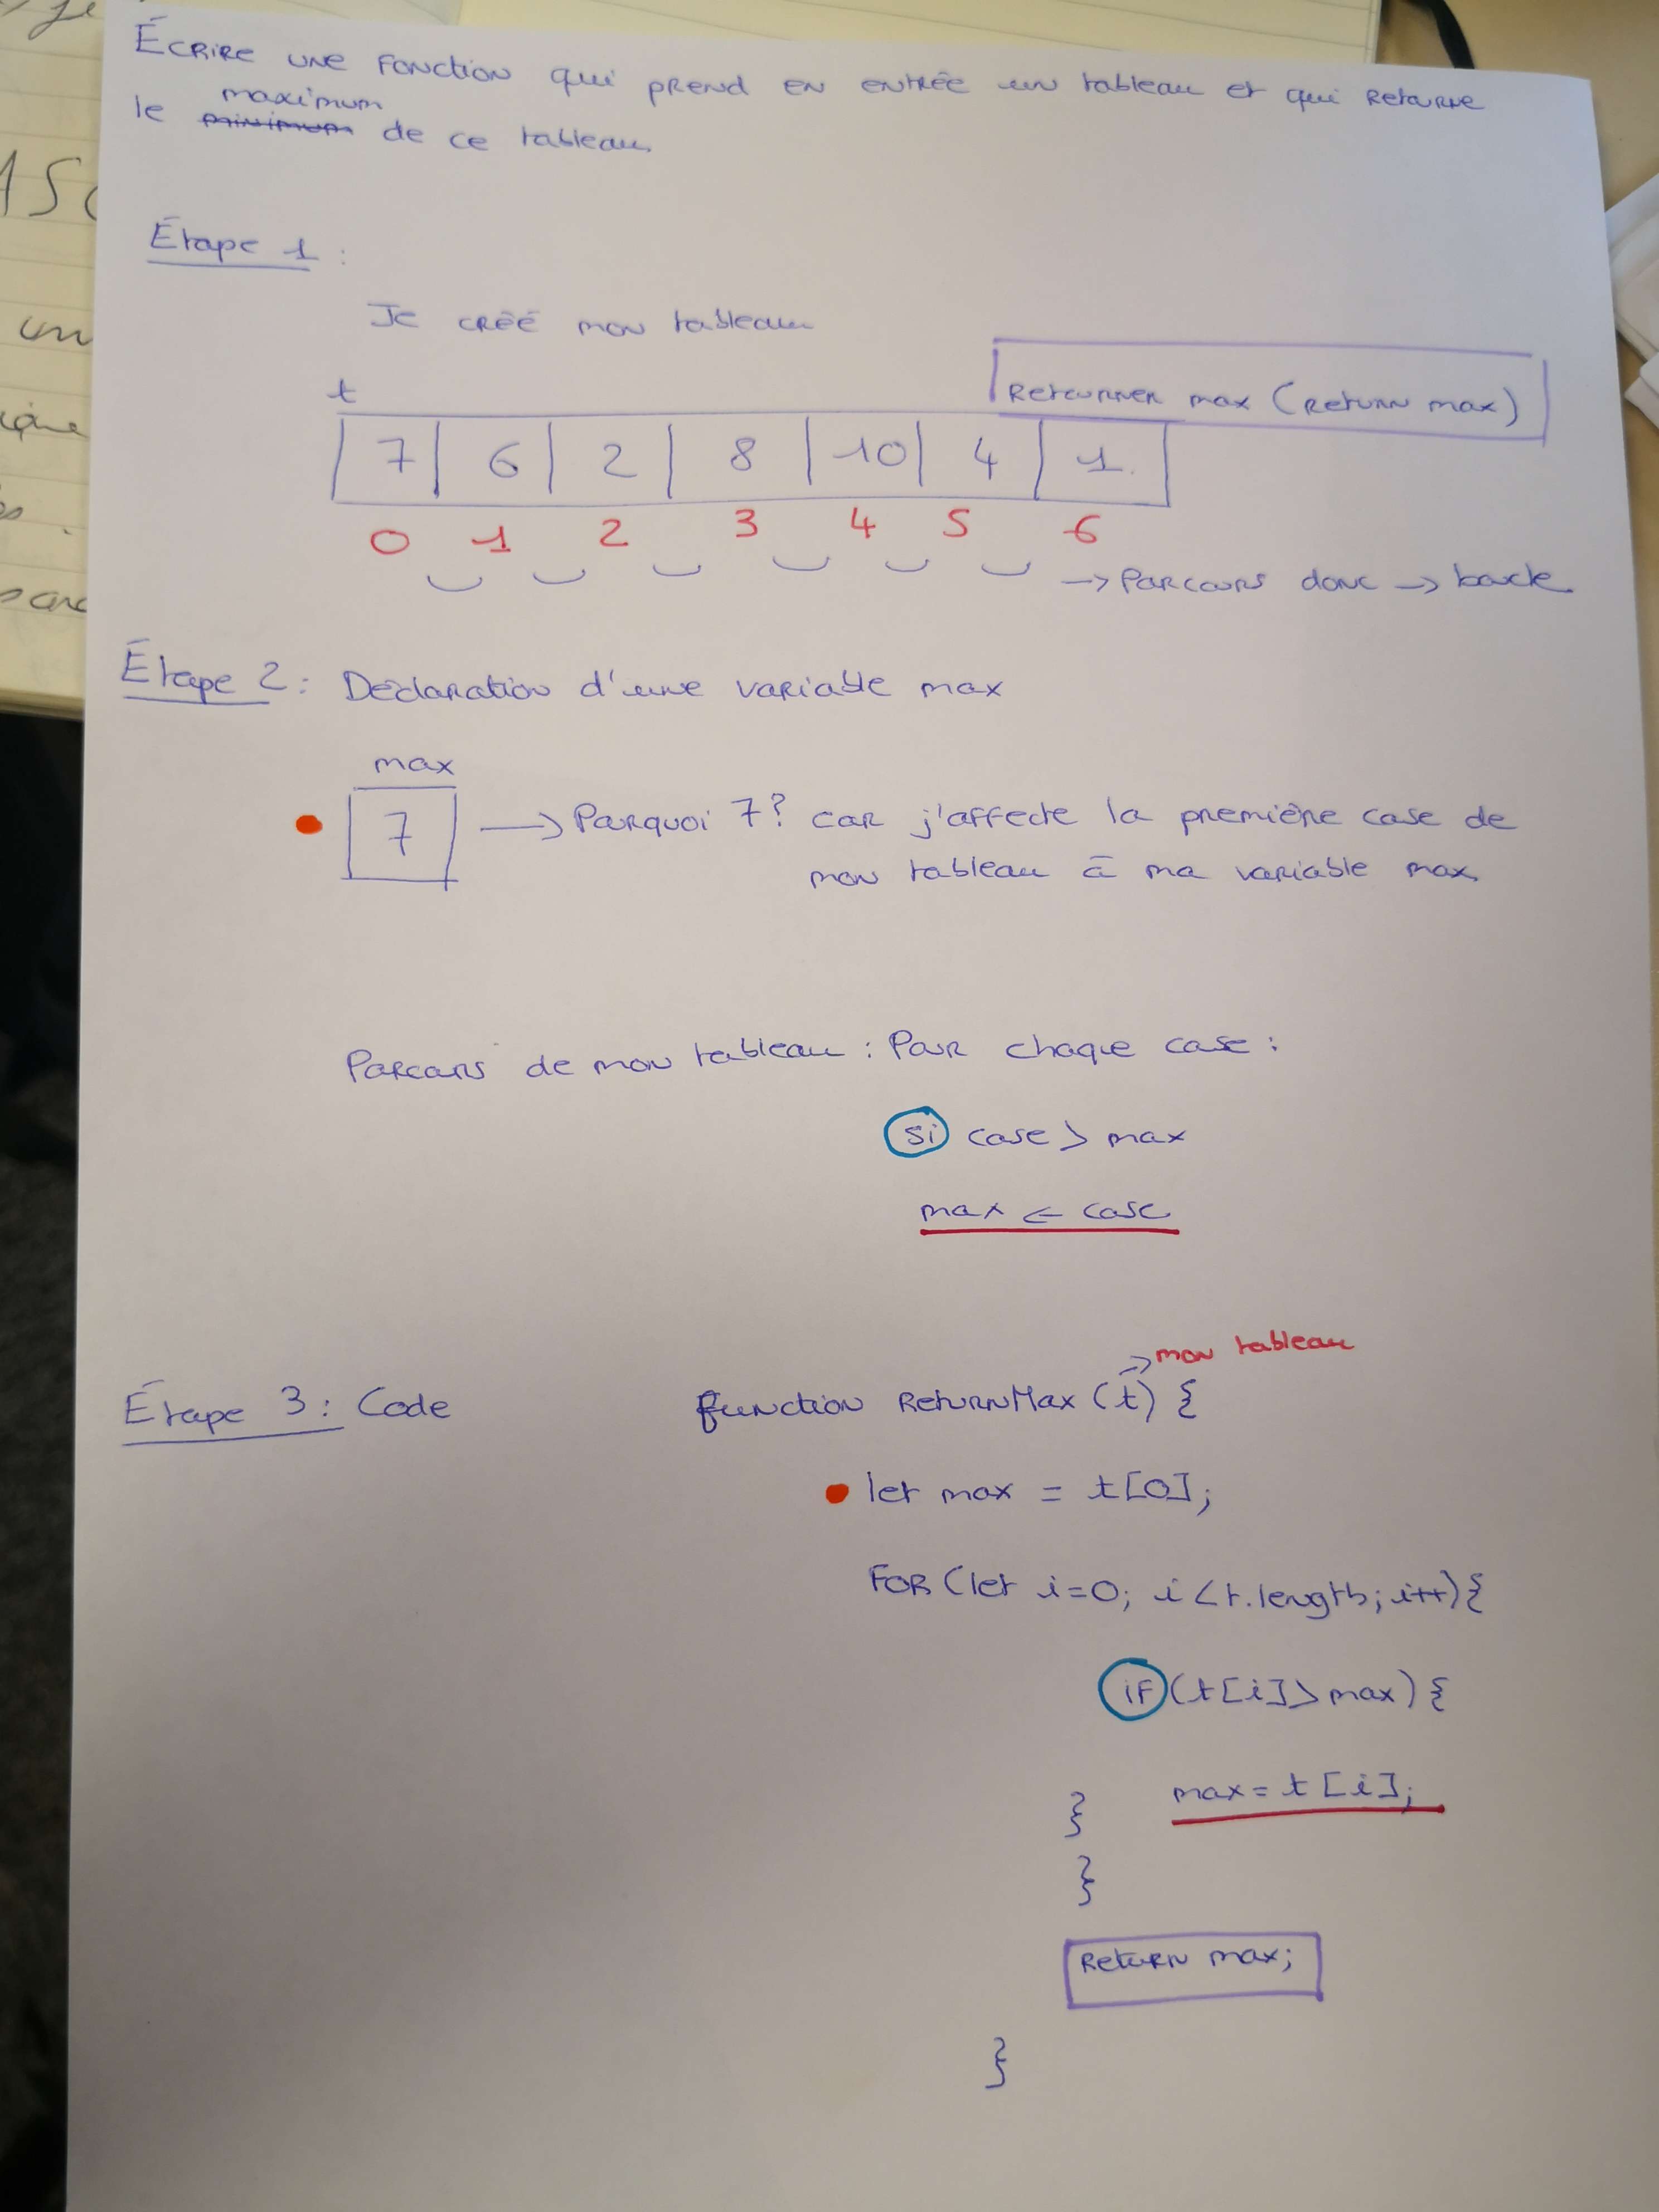 Écrire une fonction qui prend en entrée un tableau et qui retourne
maximum
le minimum de ce tableau
Étape 1 :
Je créé mon tableau
Retourner max (return max)
t
7 6 2 8 10 4 1
0 1 2 3 4 5 6
→ Parcours donc → boucle
Étape 2 : Déclaration d'une variable max
max
7 → Pourquoi 7? car j'affecte la première case de
mon tableau à ma variable max
Parcours de mon tableau : Pour chaque case :
si case > max
max ← case
→ mon tableau
Étape 3 : Code function ReturnMax (t) {
let max = t[0];
for (let i=0; i<t.length; i++){
if (t[i]>max) {
max = t[i];
}
}
Return max;
}
un